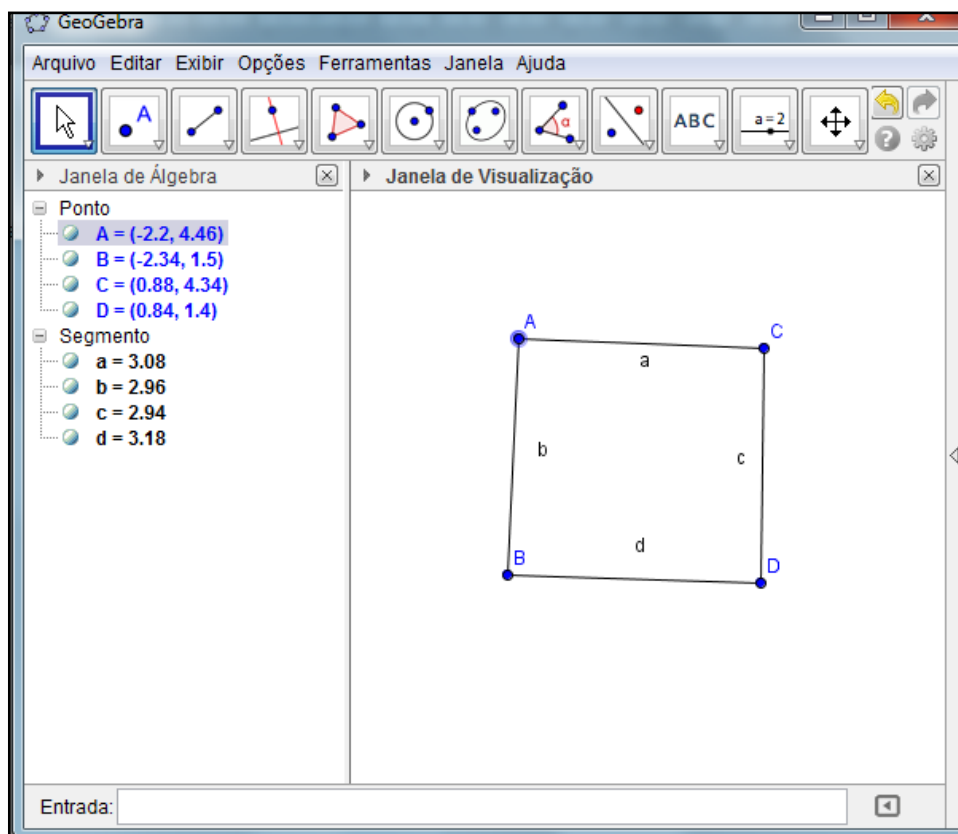 GeoGebra
Arquivo Editar Exibir Opções Ferramentas Janela Ajuda
A α ABC a=2
Janela de Álgebra
Janela de Visualização
Ponto
A = (-2.2, 4.46)
B = (-2.34, 1.5)
C = (0.88, 4.34)
D = (0.84, 1.4)
Segmento
a = 3.08
b = 2.96
c = 2.94
d = 3.18
A
C
a
b
c
d
B
D
Entrada: